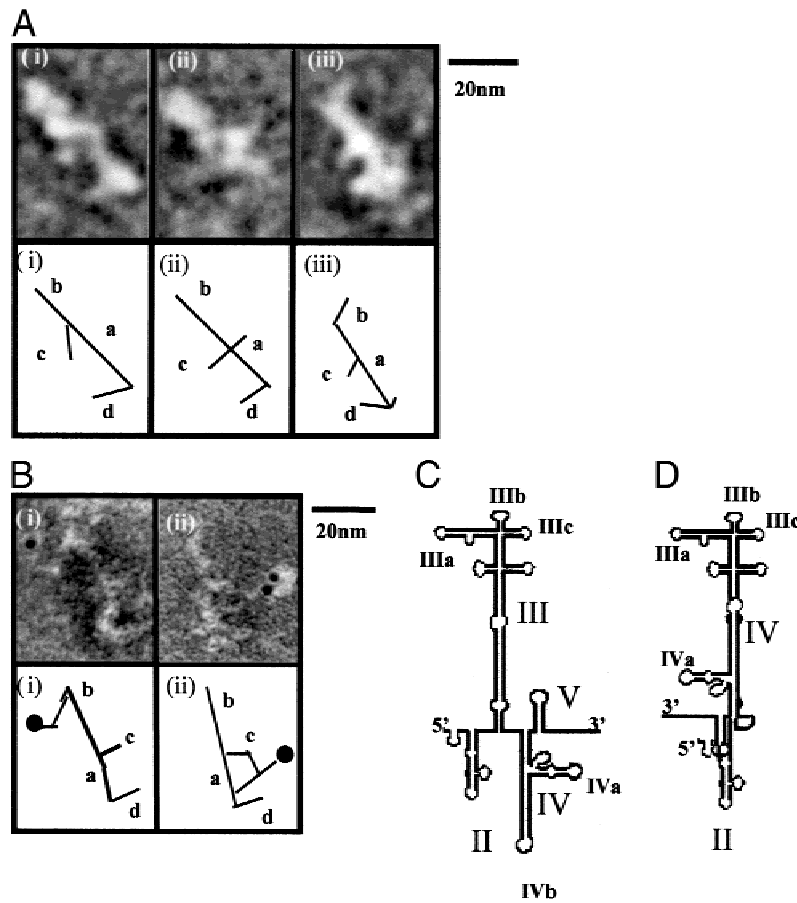 A
(i) (ii) (iii)
20nm
(i) (ii) (iii)
b b b
a a a
c c c
d d d
B C D
(i) (ii)
20nm
(i) (ii)
b b
c c
a a
d d
IIIb
IIIc
IIIa
III
V
5' 3'
IVa
IV
II
IVb
IIIb
IIIc
IIIa
IV
IVa
3'
5'
II